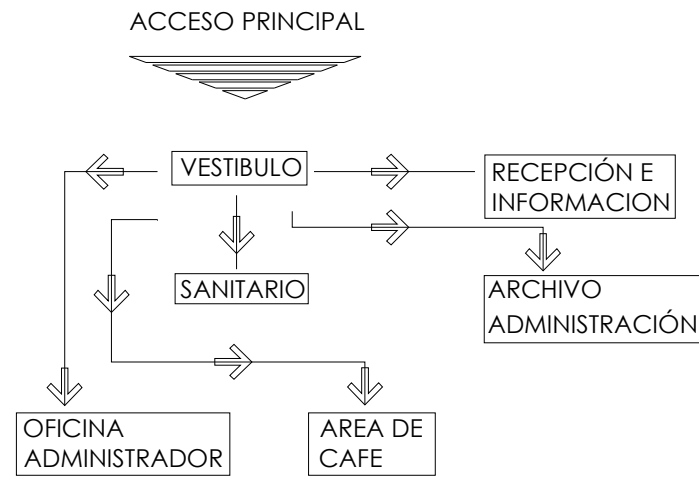 ACCESO PRINCIPAL
VESTIBULO
RECEPCIÓN E
INFORMACION
SANITARIO
ARCHIVO
ADMINISTRACIÓN
OFICINA
ADMINISTRADOR
AREA DE
CAFE